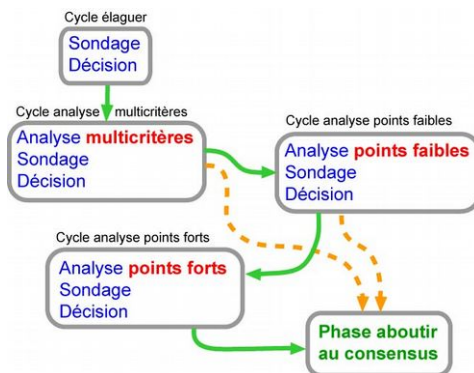 Cycle élaguer
Sondage
Décision
Cycle analyse multicritères
Analyse multicritères
Sondage
Décision
Cycle analyse points faibles
Analyse points faibles
Sondage
Décision
Cycle analyse points forts
Analyse points forts
Sondage
Décision
Phase aboutir
au consensus